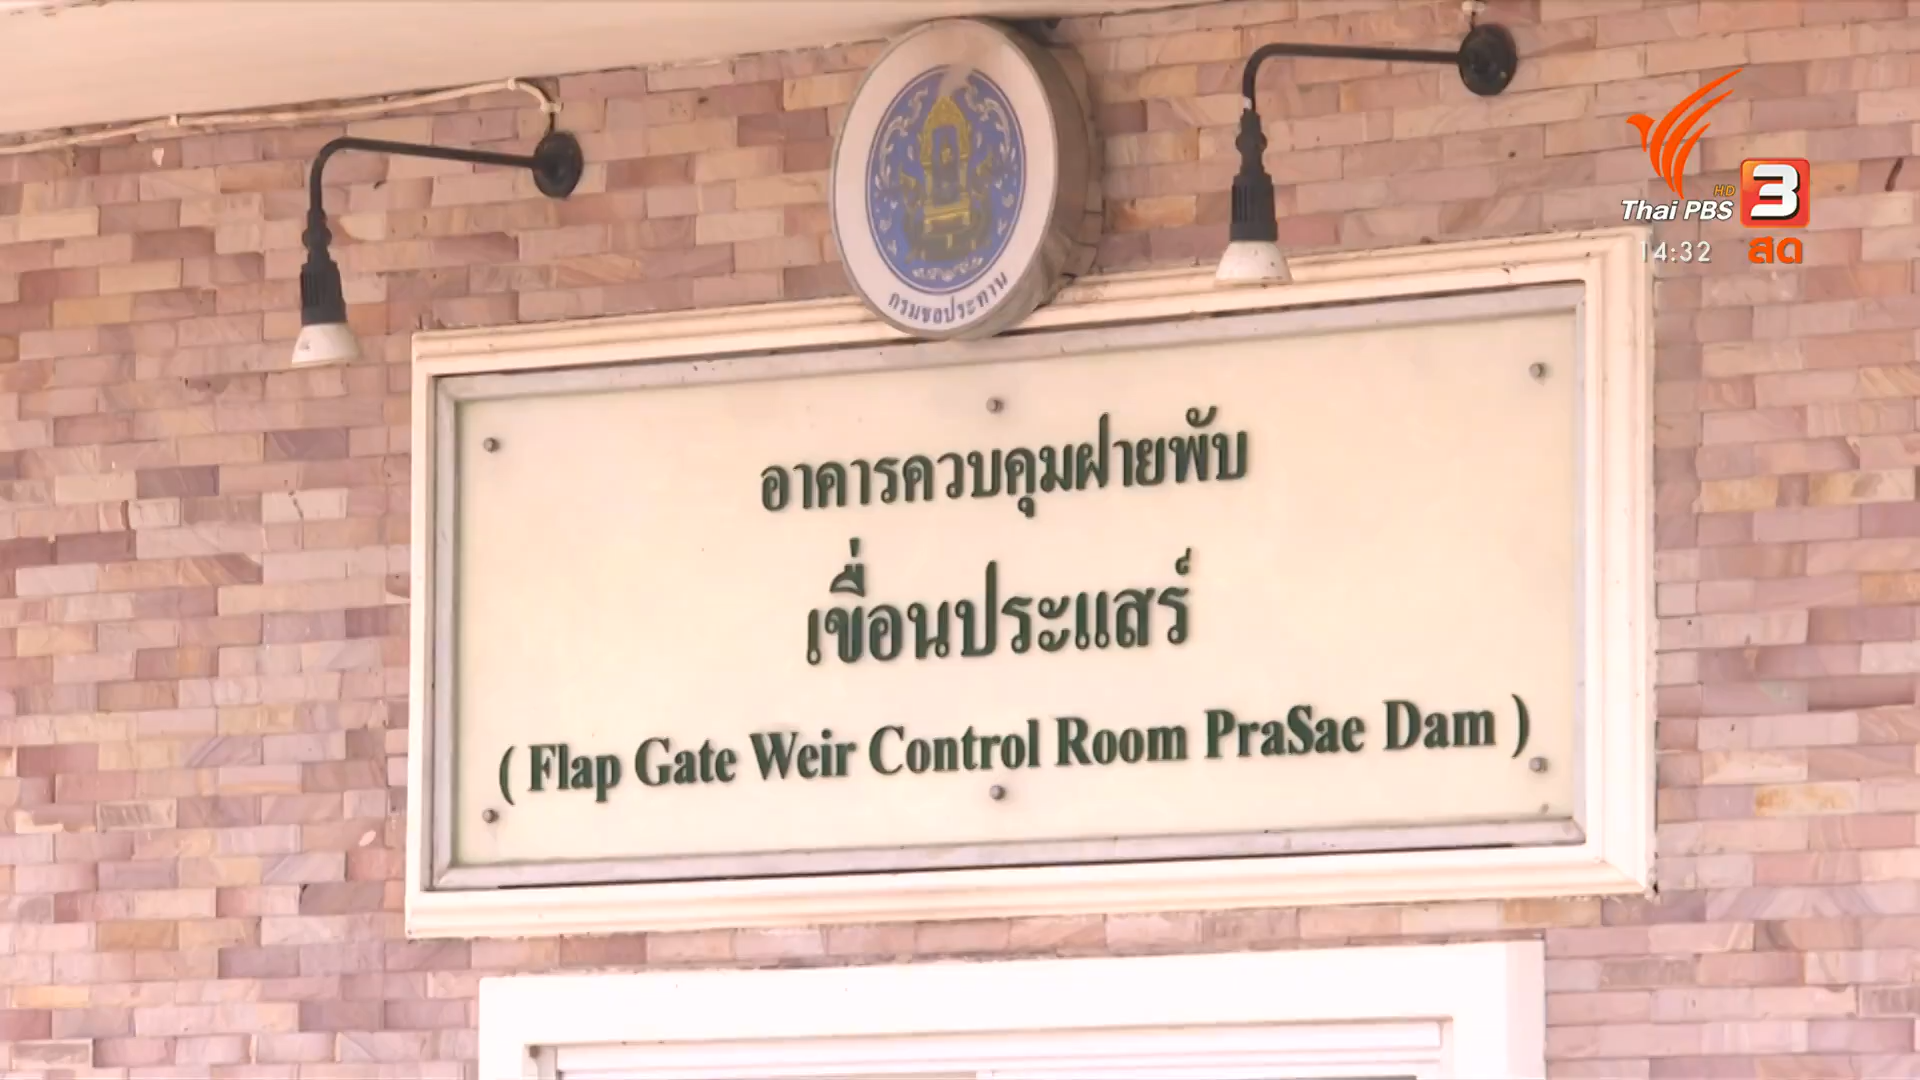 กรมชลประทาน
Thai PBS
HD
3
14:32
สด
อาคารควบคุมฝายพับ
เขื่อนประแสร์
( Flap Gate Weir Control Room PraSae Dam )